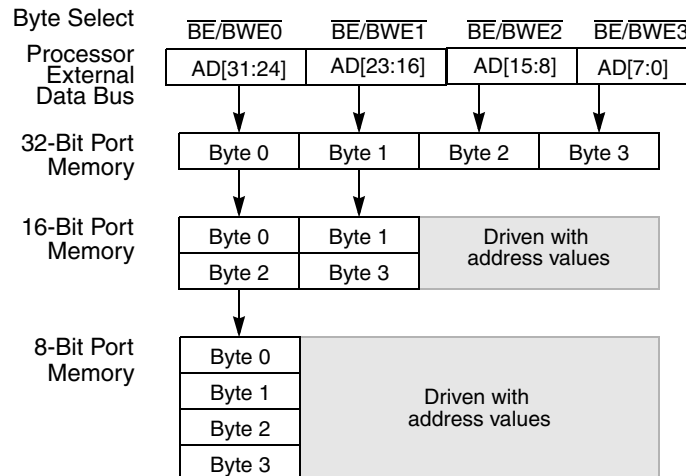 Byte Select BE/BWE0 BE/BWE1 BE/BWE2 BE/BWE3
Processor
External
Data Bus
AD[31:24] AD[23:16] AD[15:8] AD[7:0]
32-Bit Port
Memory
Byte 0 Byte 1 Byte 2 Byte 3
16-Bit Port
Memory
Byte 0 Byte 1
Byte 2 Byte 3
Driven with
address values
8-Bit Port
Memory
Byte 0
Byte 1
Byte 2
Byte 3
Driven with
address values